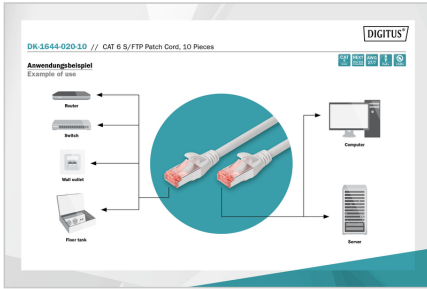 DIGITUS®
DK-1644-020-10 // CAT 6 S/FTP Patch Cord, 10 Pieces
Anwendungsbeispiel
Example of use
Router
Switch
Wall outlet
Floor tank
Computer
Server